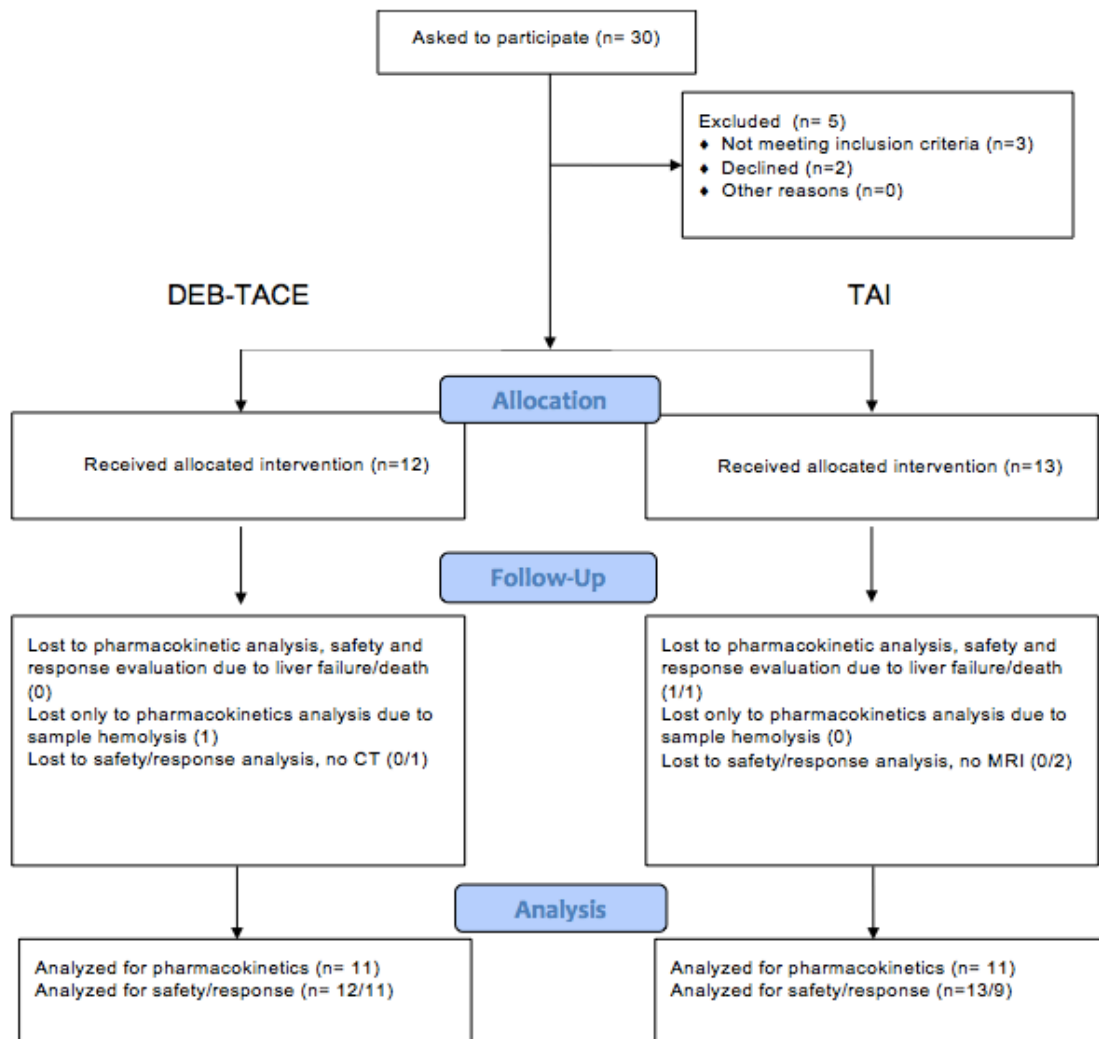 Asked to participate (n= 30)
Excluded (n= 5)
♦ Not meeting inclusion criteria (n=3)
♦ Declined (n=2)
♦ Other reasons (n=0)
DEB-TACE
TAI
Allocation
Received allocated intervention (n=12)
Received allocated intervention (n=13)
Follow-Up
Lost to pharmacokinetic analysis, safety and
response evaluation due to liver failure/death
(0)
Lost only to pharmacokinetics analysis due to
sample hemolysis (1)
Lost to safety/response analysis, no CT (0/1)
Lost to pharmacokinetic analysis, safety and
response evaluation due to liver failure/death
(1/1)
Lost only to pharmacokinetics analysis due to
sample hemolysis (0)
Lost to safety/response analysis, no MRI (0/2)
Analysis
Analyzed for pharmacokinetics (n= 11)
Analyzed for safety/response (n= 12/11)
Analyzed for pharmacokinetics (n= 11)
Analyzed for safety/response (n=13/9)